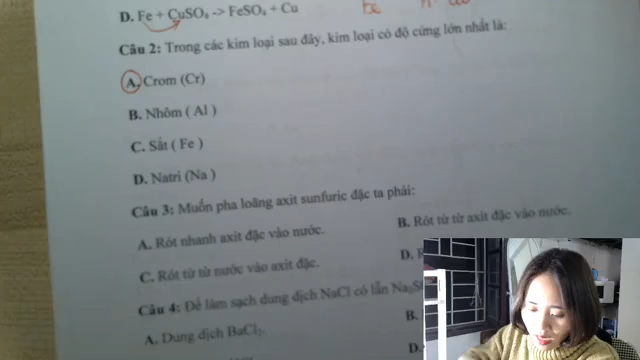 D. Fe + CuSO₄ -> FeSO₄ + Cu
Fe
Câu 2: Trong các kim loại sau đây, kim loại có độ cứng lớn nhất là:
A. Crom (Cr)
B. Nhôm ( Al )
C. Sắt ( Fe )
D. Natri (Na )
Câu 3: Muốn pha loãng axit sunfuric đặc ta phải:
A. Rót nhanh axit đặc vào nước. B. Rót từ từ axit đặc vào nước.
C. Rót từ từ nước vào axit đặc. D.
Câu 4: Để làm sạch dung dịch NaCl có lẫn
A. Dung dịch BaCl₂. B.
D.